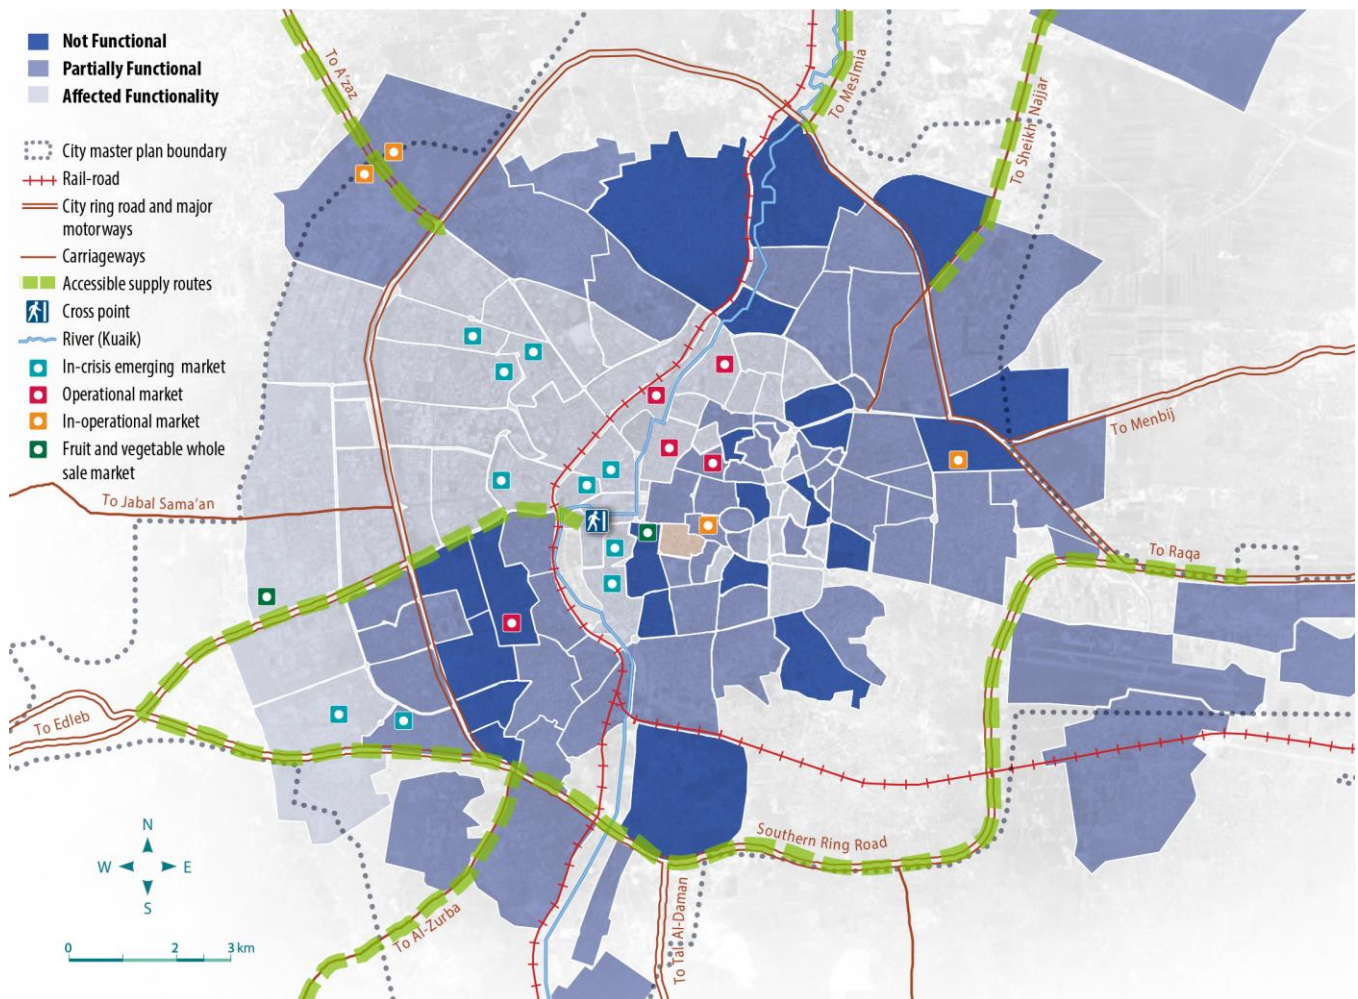 Not Functional
Partially Functional
Affected Functionality
City master plan boundary
Rail-road
City ring road and major
motorways
Carriageways
Accessible supply routes
Cross point
River (Kuaik)
In-crisis emerging market
Operational market
In-operational market
Fruit and vegetable whole
sale market
To A'zaz
To Meslmia
To Sheikh Najjar
To Menbij
To Jabal Sama'an
To Raqa
To Edleb
Southern Ring Road
To Al-Zurba
To Tal Al-Daman
N
W
E
S
0
2
3 km